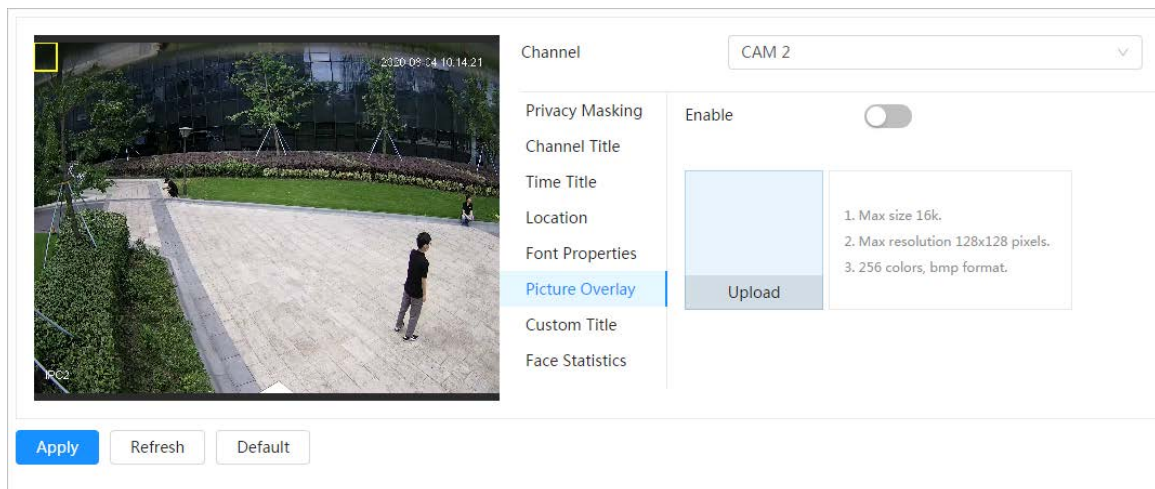 2020-09-04 10:14:21
IPC2
Channel
CAM 2
Privacy Masking
Channel Title
Time Title
Location
Font Properties
Picture Overlay
Custom Title
Face Statistics
Enable
Upload
1. Max size 16k.
2. Max resolution 128x128 pixels.
3. 256 colors, bmp format.
Apply
Refresh
Default